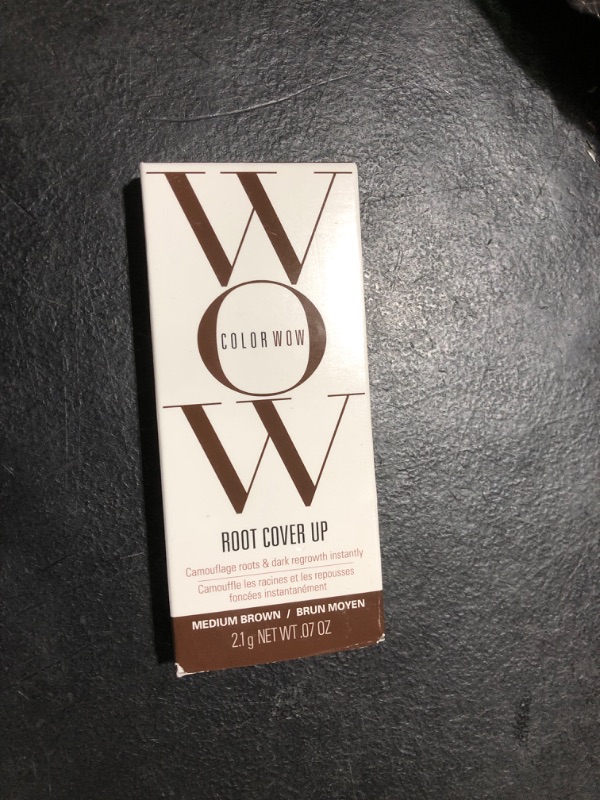 W
COLOR WOW
O
W
ROOT COVER UP
Camouflage roots & dark regrowth instantly
Camouffle les racines et les repousses
foncées instantanément
MEDIUM BROWN / BRUN MOYEN
2.1g NET WT .07 OZ